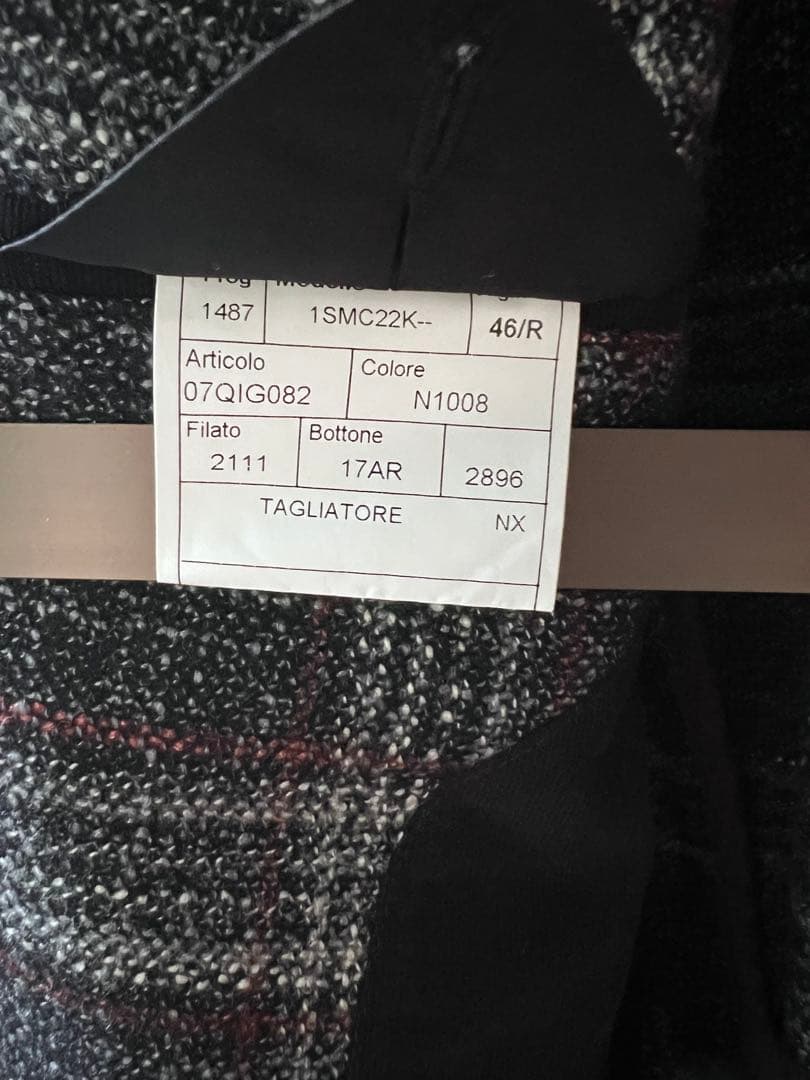 1487 1SMC22K-- 46/R
Articolo Colore
07QIG082 N1008
Filato Bottone
2111 17AR 2896
TAGLIATORE NX